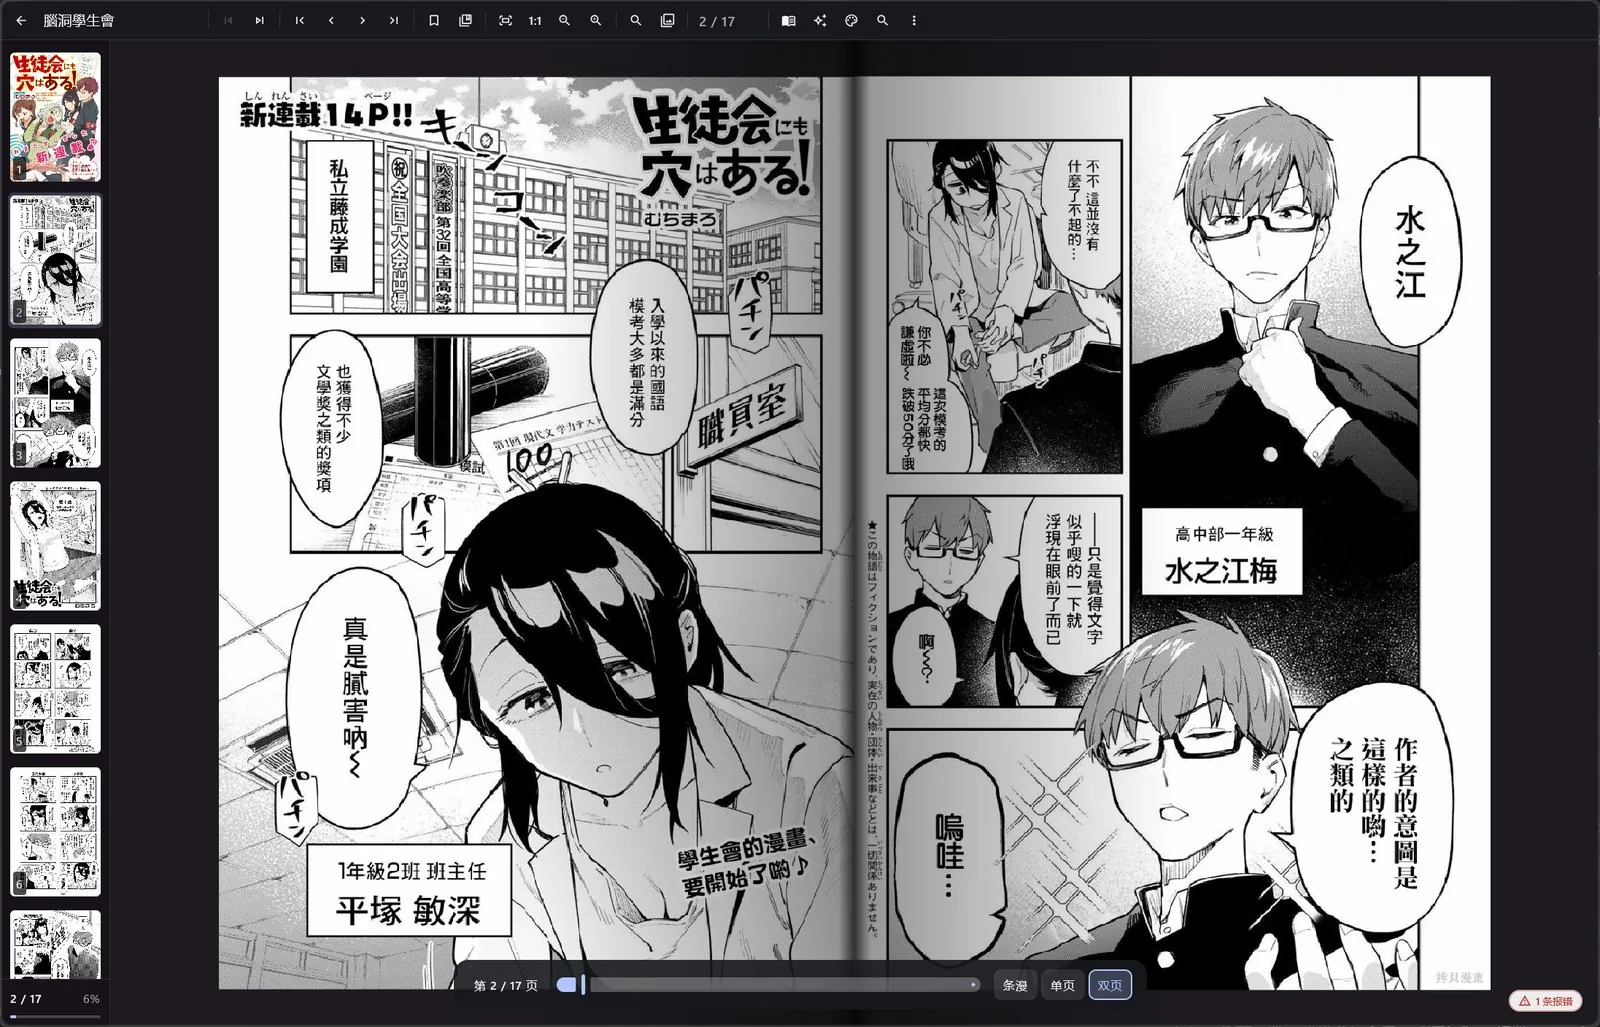 腦洞學生會
1:1
2 / 17
1
2
3
4
5
6
2 / 17
6%
しんれんさい
ページ
新連載14P!!
キーン
コーン
生徒会にも
穴はある!
むちまろ
私立藤成学園
祝 全国大会出場
吹奏楽部 第32回全国高等学
入學以來的國語
模考大多都是滿分
パチン
職員室
第1回 現代文 学力テスト
100
模試
也獲得不少
文學獎之類的獎項
パチン
真是膩害吶~
パチン
1年級2班 班主任
平塚 敏深
學生會的漫畫、
要開始了喲♪
水之江
高中部一年級
水之江梅
不不 這並沒有
什麼了不起的…
パチン
パチン
你不必
謙虛啦~
這次模考的
平均分都快
跌破50分~哦
——只是覺得文字
似乎嗖的一下就
浮現在眼前了而已
啊~?
作者的意圖是
這樣的喲…
之類的
嗚哇…
★この物語はフィクションであり、実在の人物・団体・出来事などとは、一切関係ありません。
拷貝漫畫
第 2 / 17 页
条漫
单页
双页
1 条报错